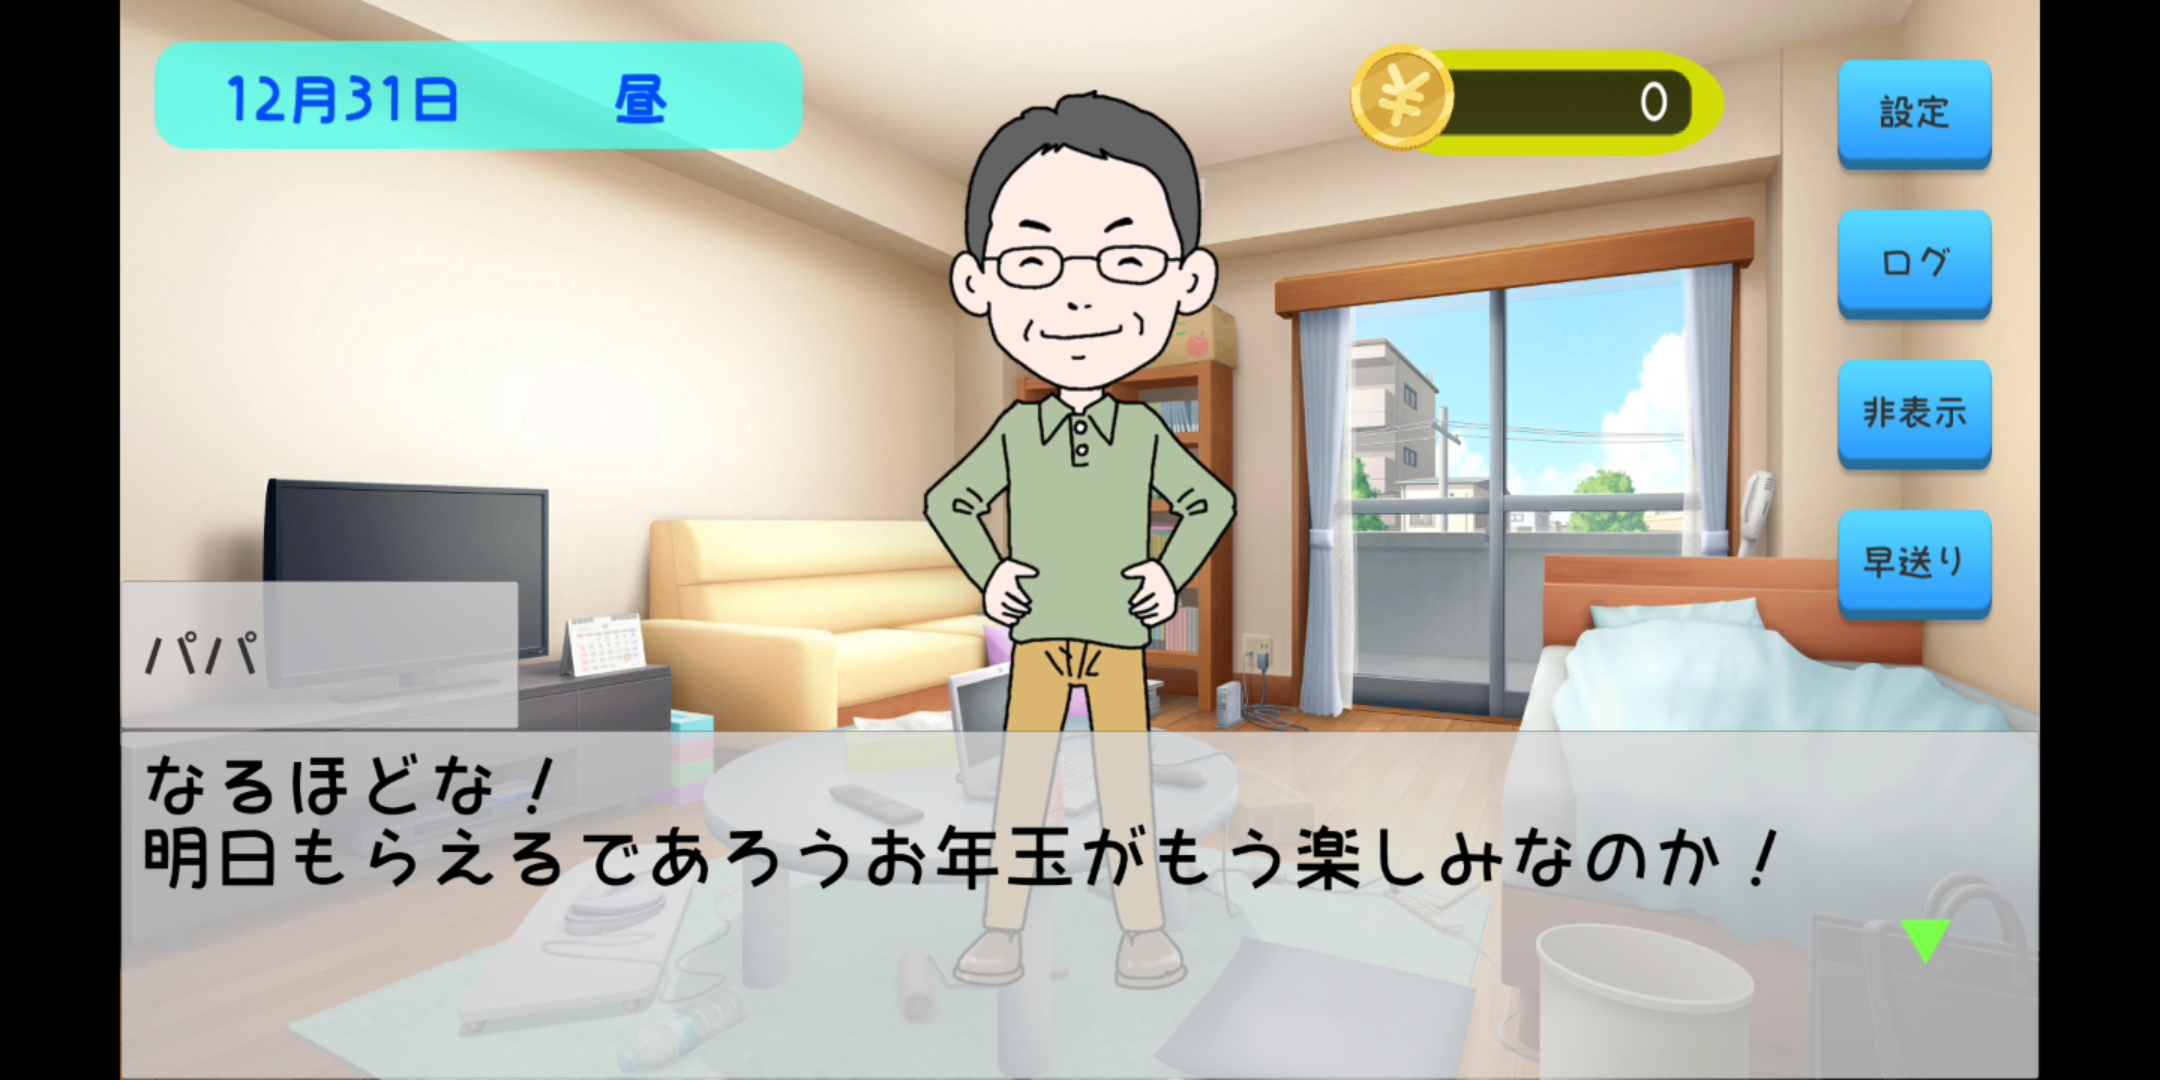 12月31日 昼
0
設定
ログ
非表示
早送り
パパ
なるほどな！
明日もらえるであろうお年玉がもう楽しみなのか！